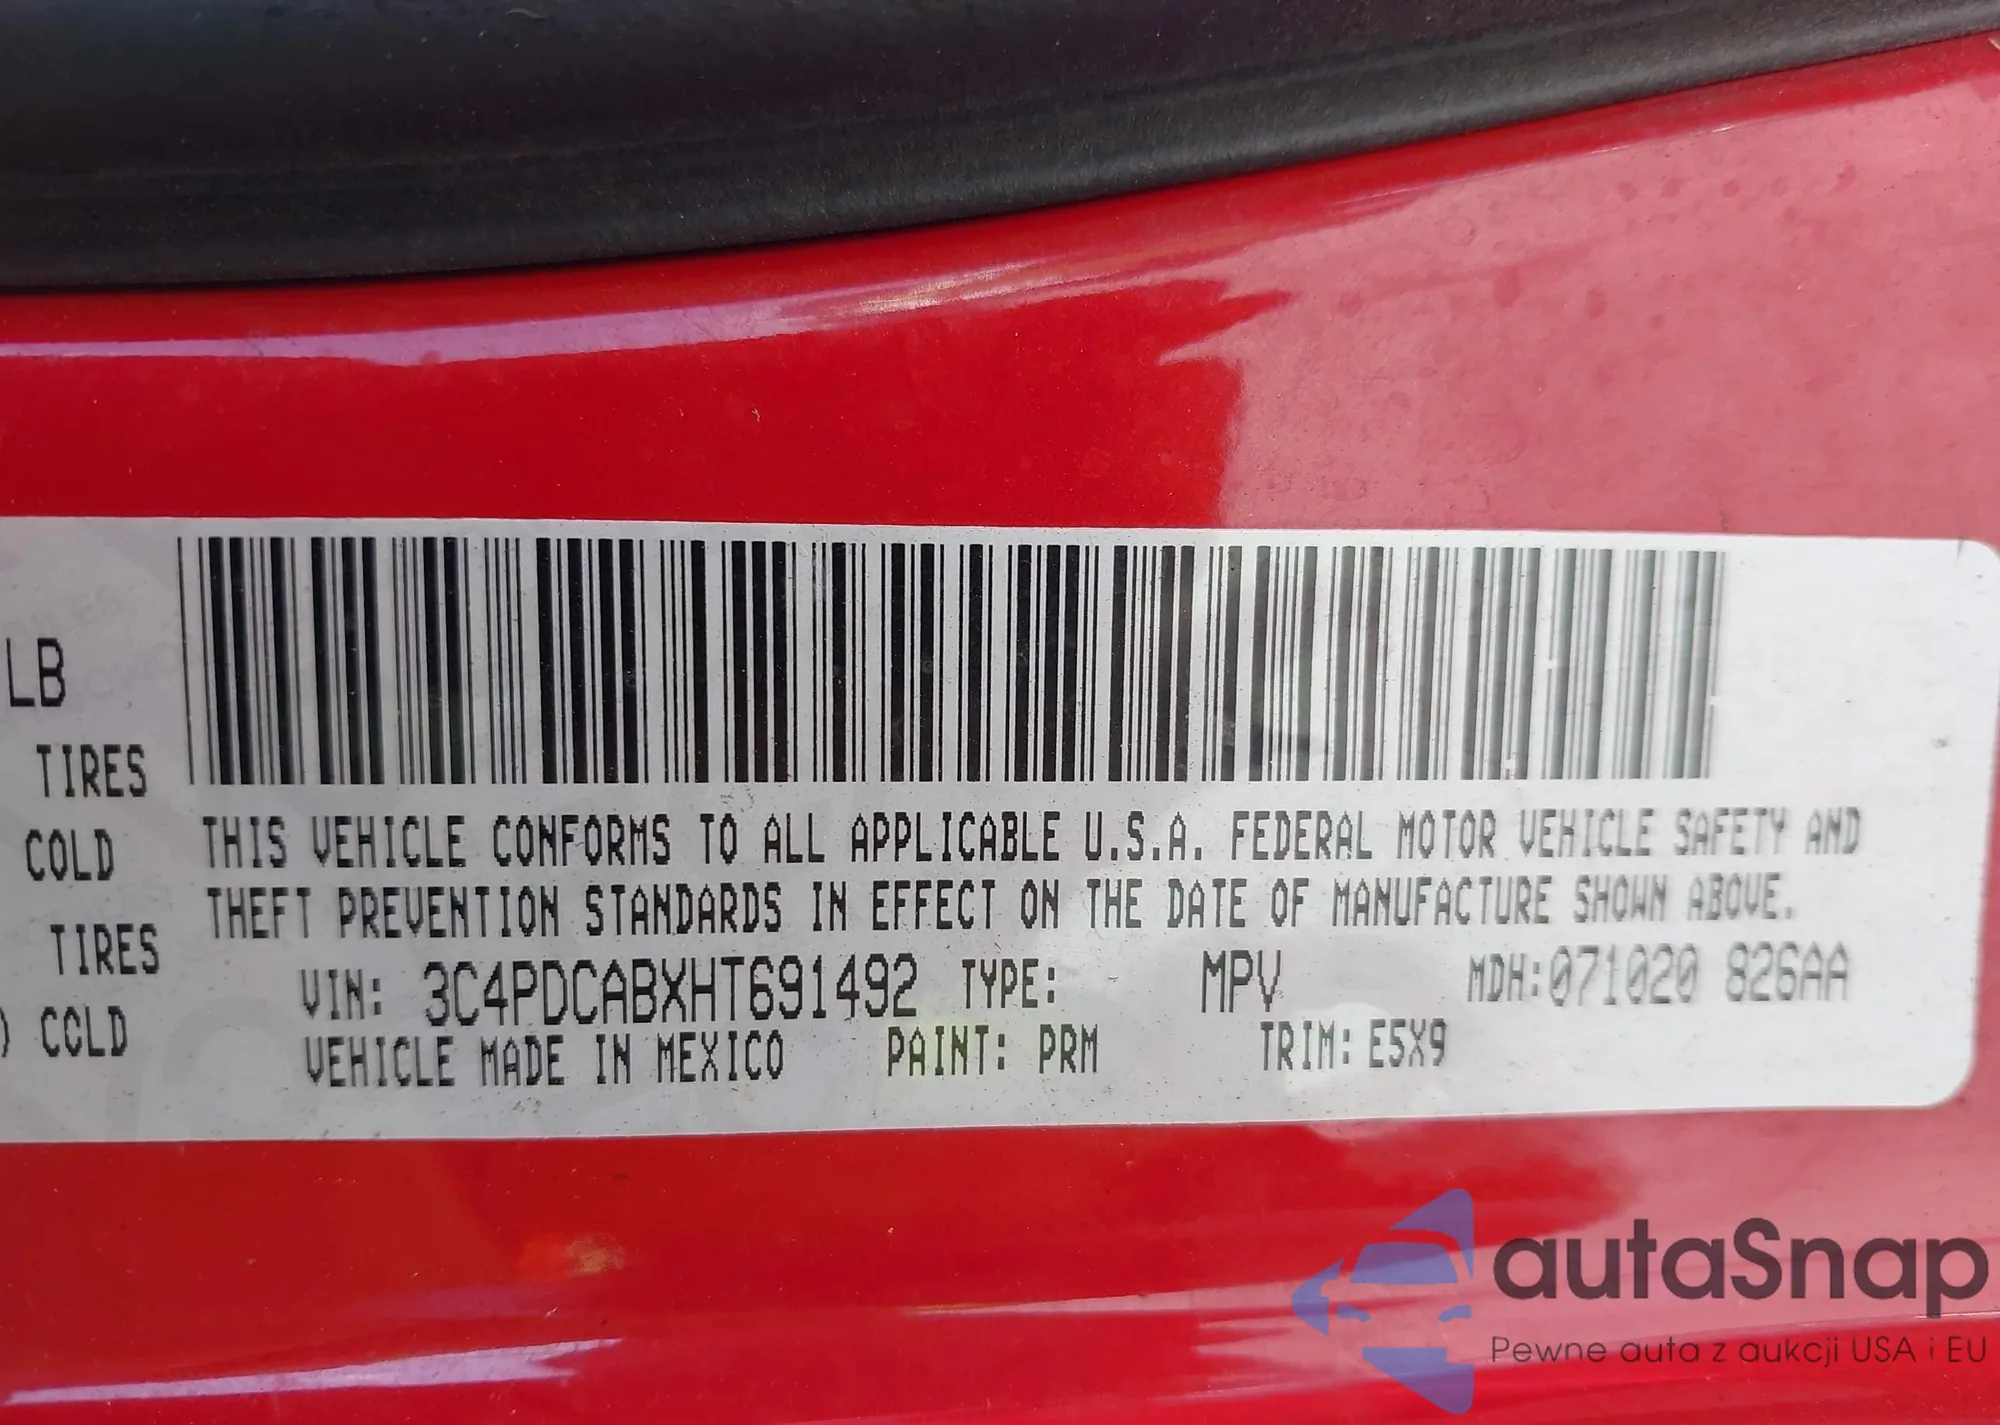 LB
TIRES
COLD
TIRES
) COLD
THIS VEHICLE CONFORMS TO ALL APPLICABLE U.S.A. FEDERAL MOTOR VEHICLE SAFETY AND
THEFT PREVENTION STANDARDS IN EFFECT ON THE DATE OF MANUFACTURE SHOWN ABOVE.
VIN: 3C4PDCABXHT691492 TYPE: MPV MDH:071020 826AA
VEHICLE MADE IN MEXICO PAINT: PRM TRIM: E5X9
autaSnap
Pewne auta z aukcji USA i EU